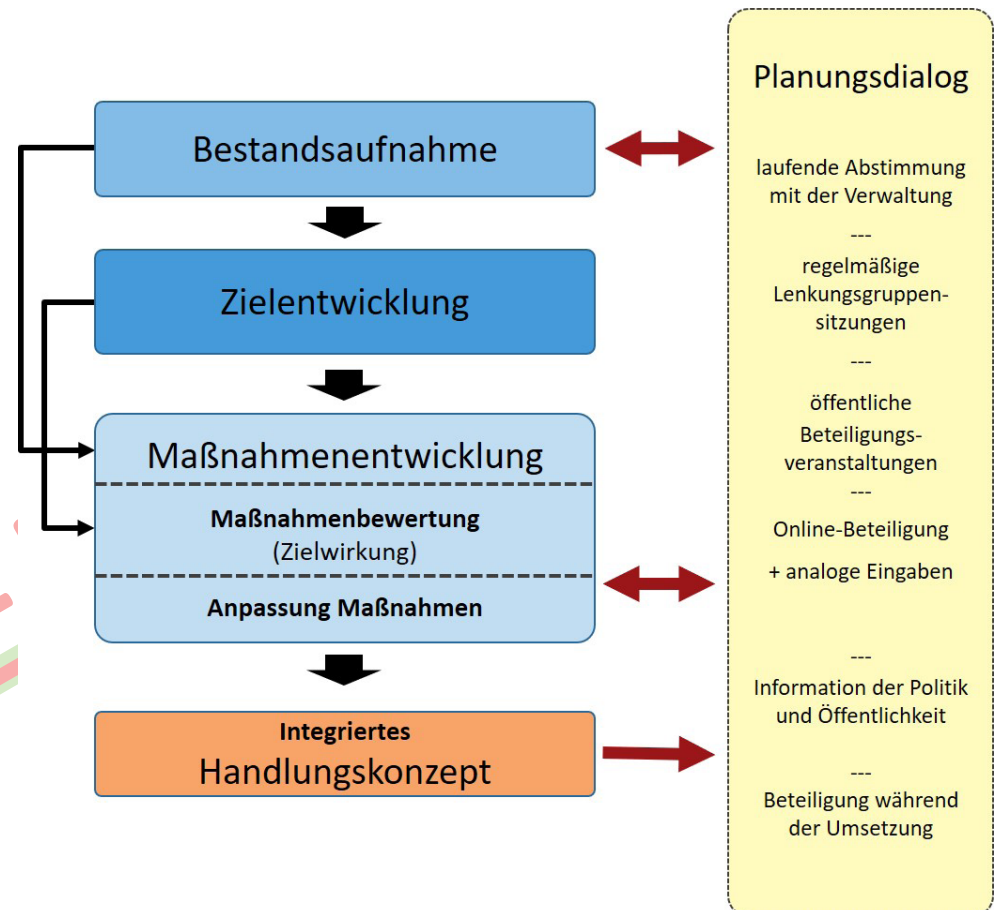 Bestandsaufnahme
Zielentwicklung
Maßnahmenentwicklung
Maßnahmenbewertung
(Zielwirkung)
Anpassung Maßnahmen
Integriertes
Handlungskonzept
Planungsdialog
laufende Abstimmung
mit der Verwaltung
---
regelmäßige
Lenkungsgruppen-
sitzungen
---
öffentliche
Beteiligungs-
veranstaltungen
---
Online-Beteiligung
+ analoge Eingaben
---
Information der Politik
und Öffentlichkeit
---
Beteiligung während
der Umsetzung